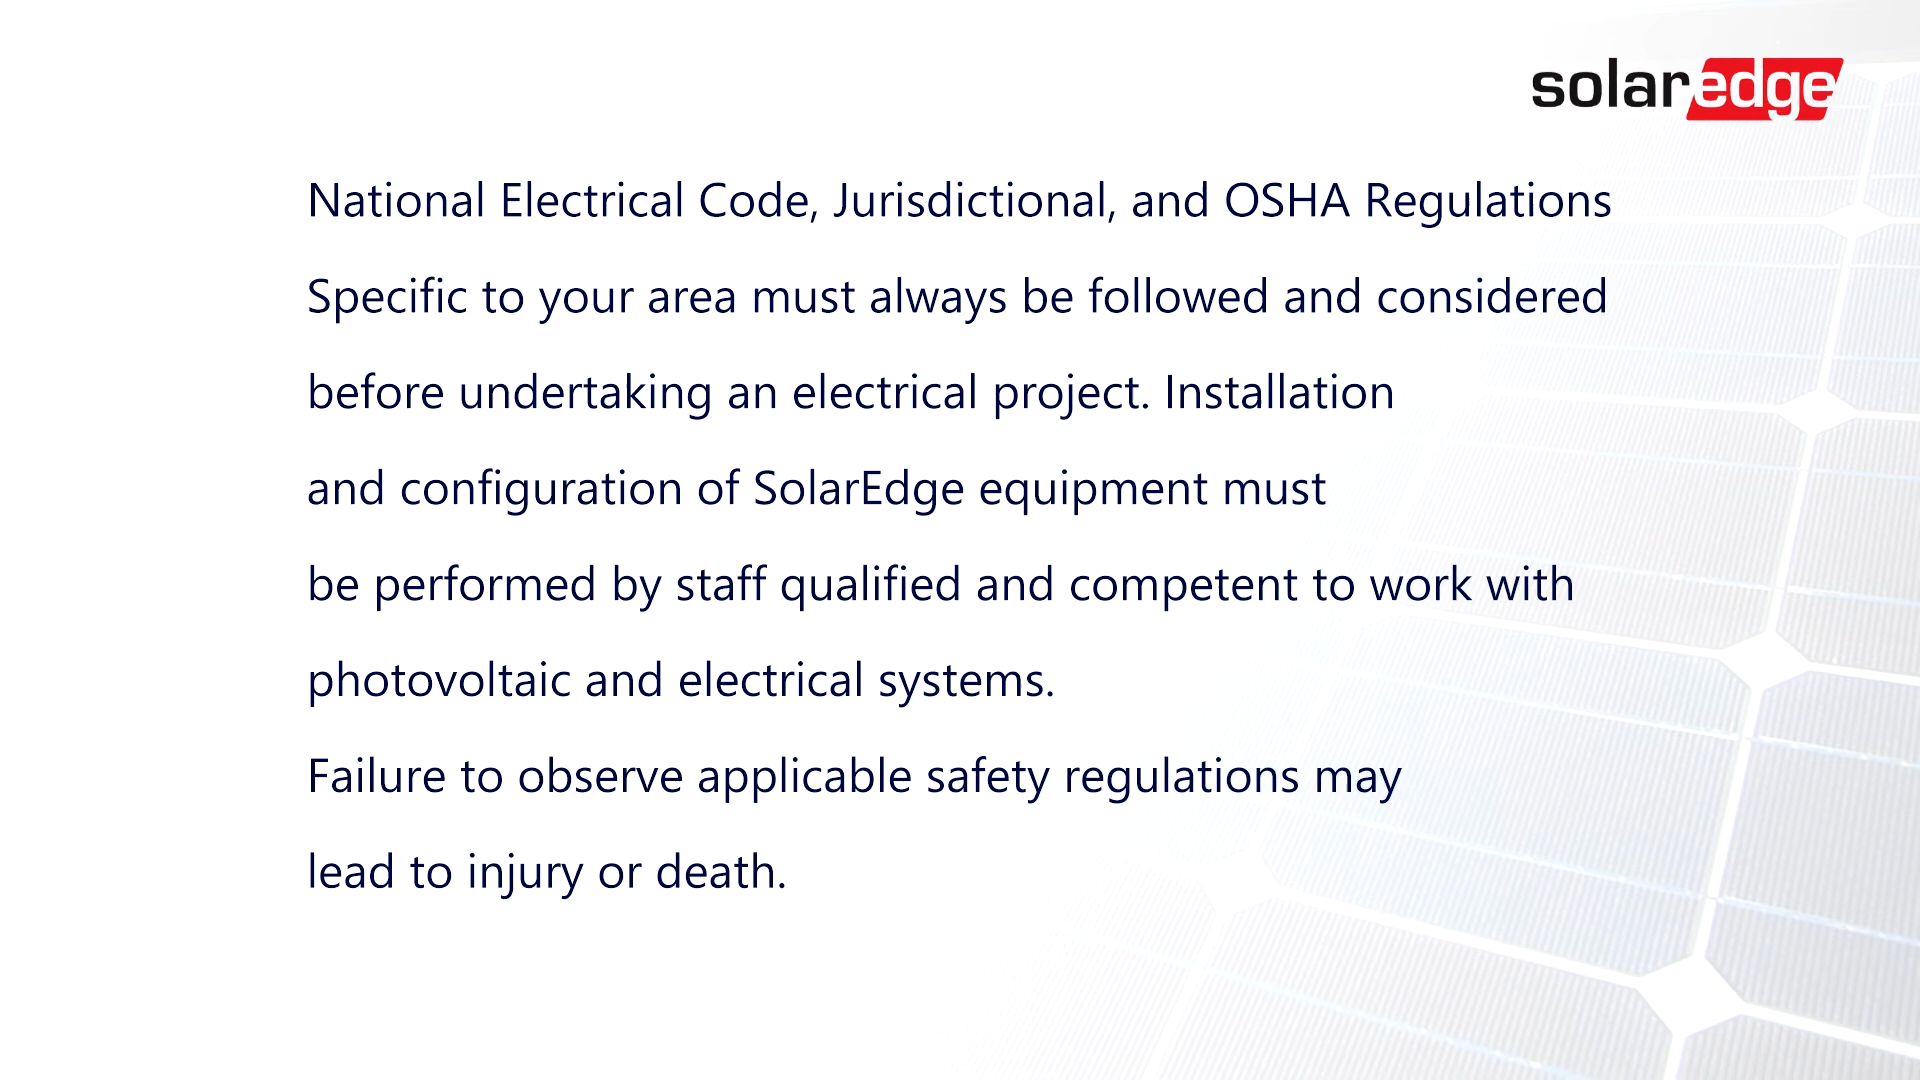 solaredge
National Electrical Code, Jurisdictional, and OSHA Regulations
Specific to your area must always be followed and considered
before undertaking an electrical project. Installation
and configuration of SolarEdge equipment must
be performed by staff qualified and competent to work with
photovoltaic and electrical systems.
Failure to observe applicable safety regulations may
lead to injury or death.